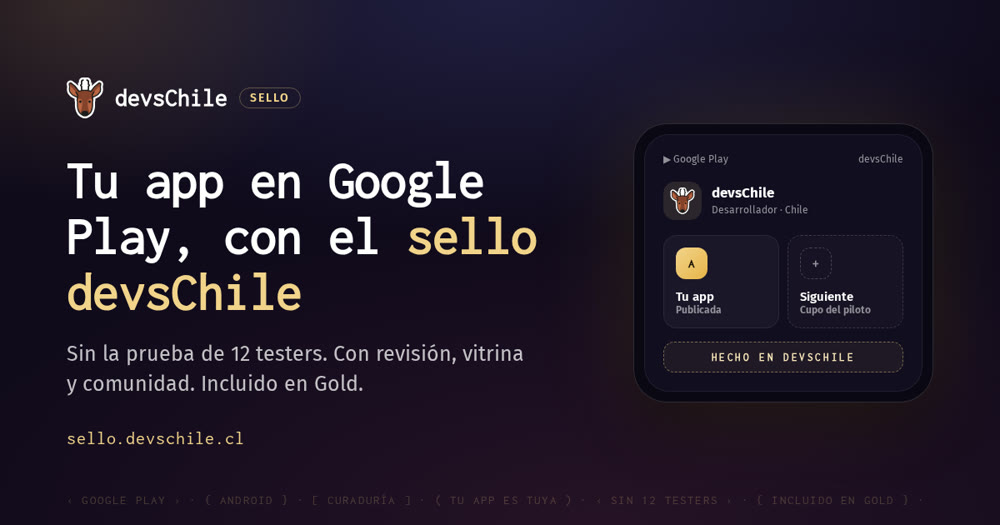 devsChile SELLO
Tu app en Google
Play, con el sello
devsChile
Sin la prueba de 12 testers. Con revisión, vitrina
y comunidad. Incluido en Gold.
sello.devschile.cl
▶ Google Play devsChile
devsChile
Desarrollador · Chile
A +
Tu app Siguiente
Publicada Cupo del piloto
HECHO EN DEVSCHILE
‹ GOOGLE PLAY › · { ANDROID } · [ CURADURÍA ] · ( TU APP ES TUYA ) · ‹ SIN 12 TESTERS › · { INCLUIDO EN GOLD } ·